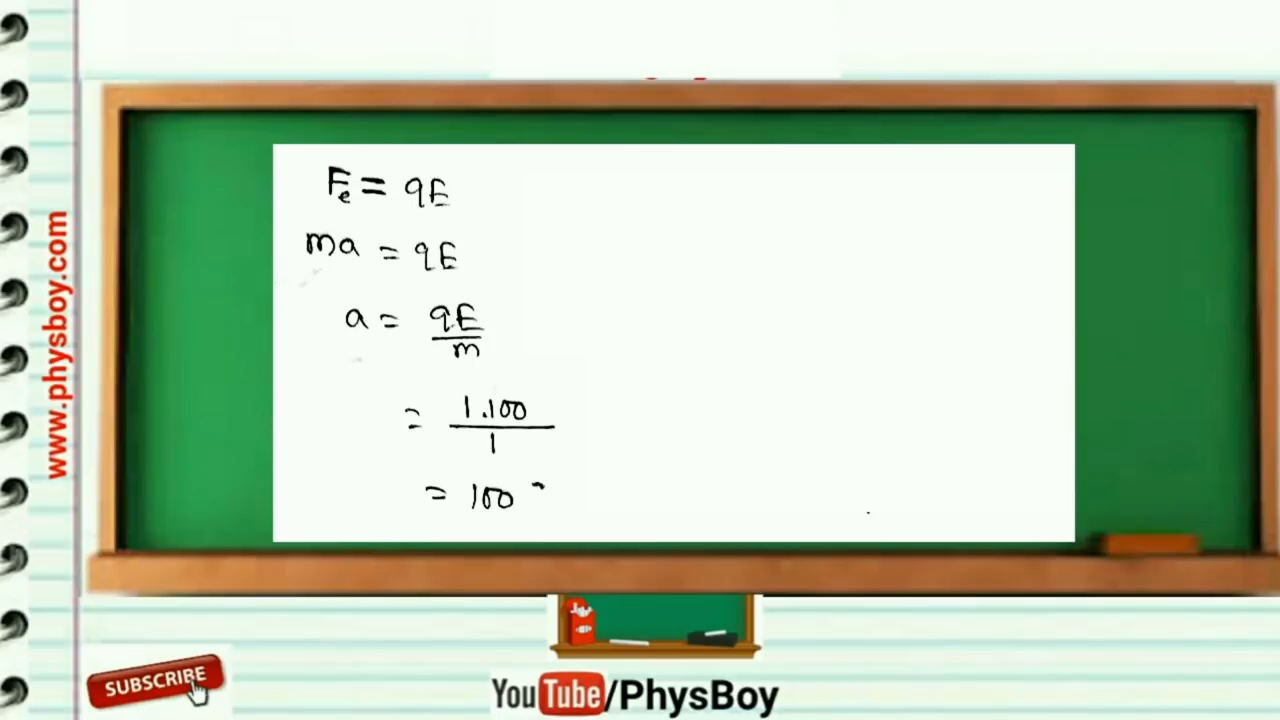 Fe = qE
ma = qE
a = qE
m
= 1.100
1
= 100
www.physboy.com
SUBSCRIBE
YouTube/PhysBoy